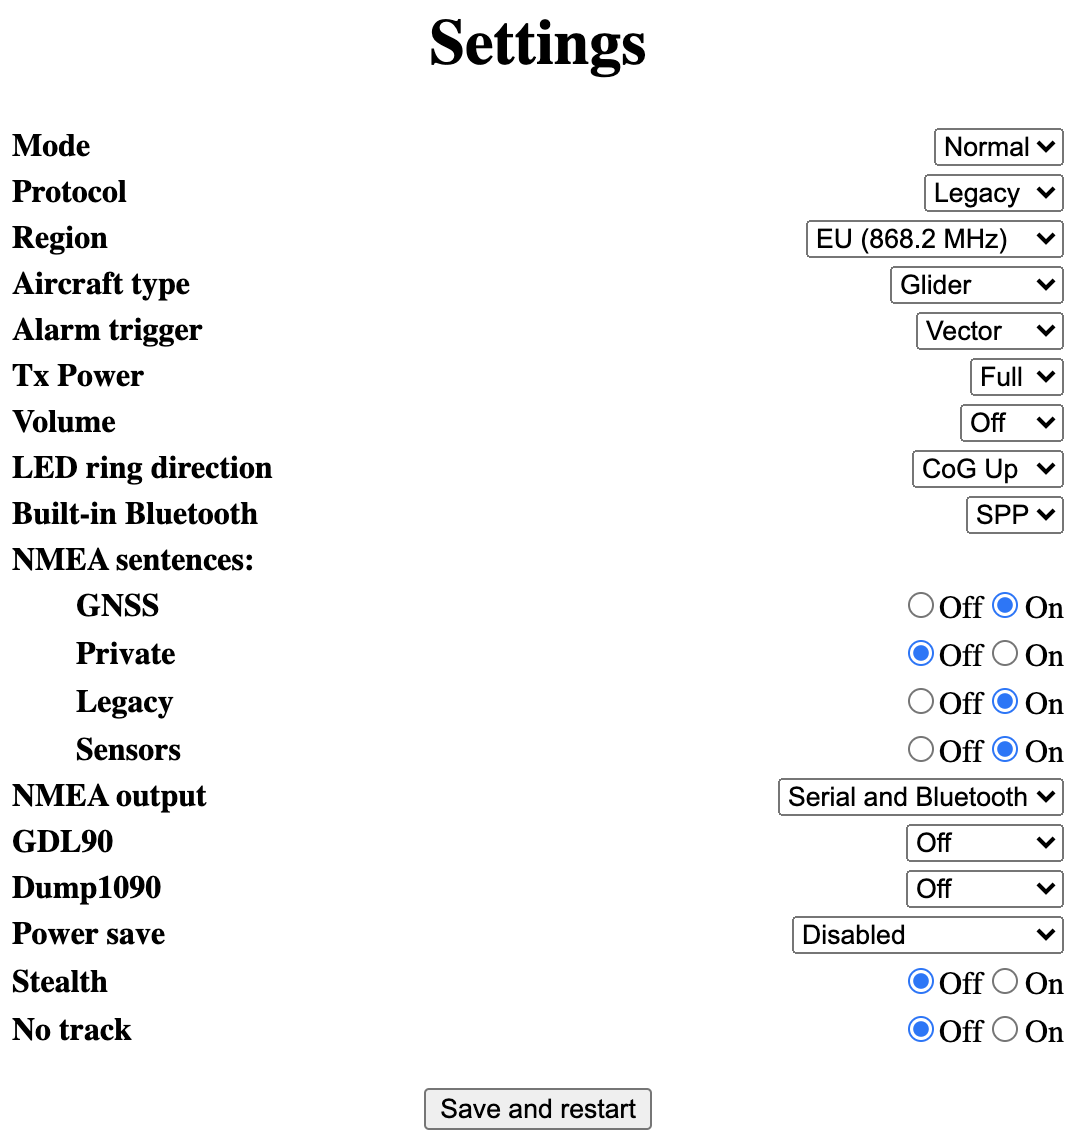 Settings
Mode Normal
Protocol Legacy
Region EU (868.2 MHz)
Aircraft type Glider
Alarm trigger Vector
Tx Power Full
Volume Off
LED ring direction CoG Up
Built-in Bluetooth SPP
NMEA sentences:
GNSS Off On
Private Off On
Legacy Off On
Sensors Off On
NMEA output Serial and Bluetooth
GDL90 Off
Dump1090 Off
Power save Disabled
Stealth Off On
No track Off On
Save and restart